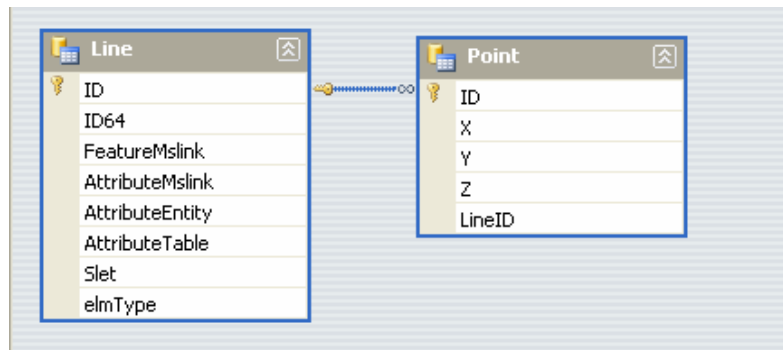 Line
ID
ID64
FeatureMslink
AttributeMslink
AttributeEntity
AttributeTable
Slet
elmType
Point
ID
X
Y
Z
LineID